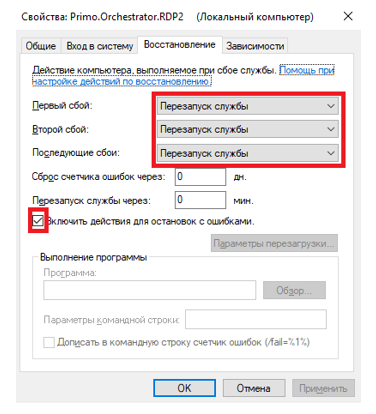 Свойства: Primo.Orchestrator.RDP2 (Локальный компьютер)
Общие Вход в систему Восстановление Зависимости
Действие компьютера, выполняемое при сбое службы. Помощь при
настройке действий по восстановлению.
Первый сбой: Перезапуск службы
Второй сбой: Перезапуск службы
Последующие сбои: Перезапуск службы
Сброс счетчика ошибок через: 0 дн.
Перезапуск службы через: 0 мин.
Включить действия для остановок с ошибками.
Параметры перезагрузки...
Выполнение программы
Программа:
Обзор...
Параметры командной строки:
Дописать в командную строку счетчик ошибок (/fail=%1%)
OK Отмена Применить